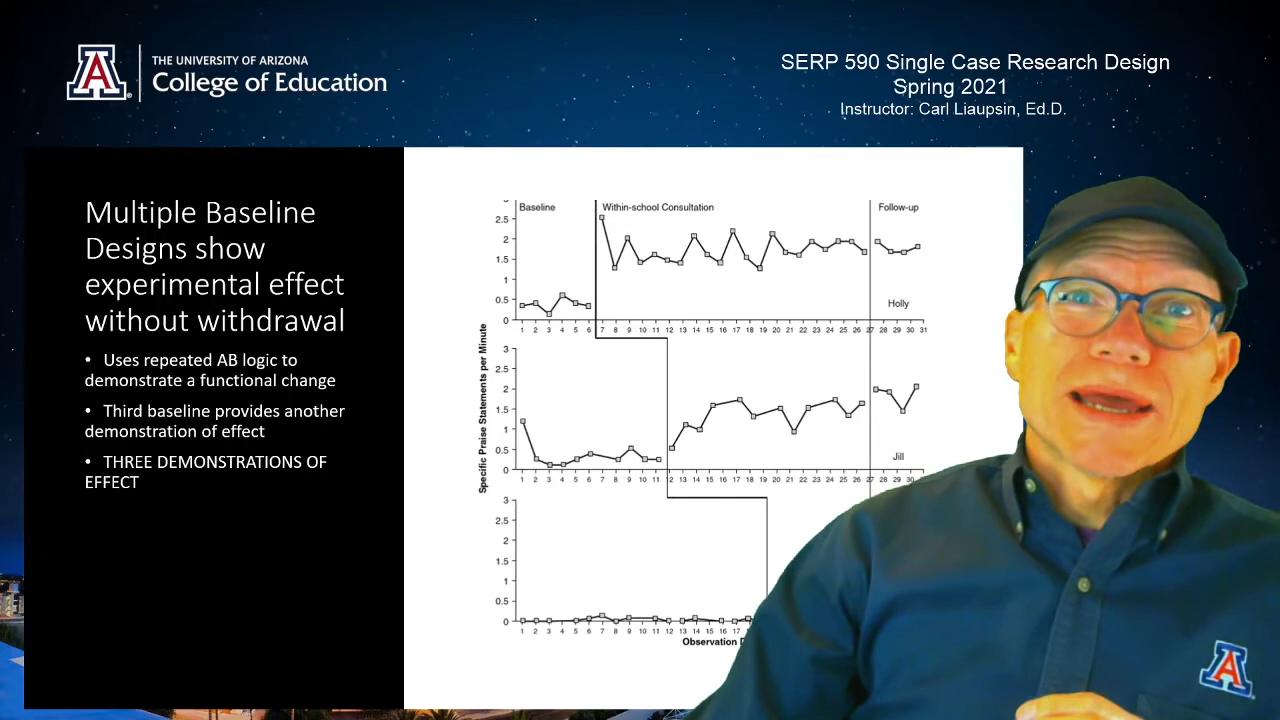 THE UNIVERSITY OF ARIZONA
College of Education
SERP 590 Single Case Research Design
Spring 2021
Instructor: Carl Liaupsin, Ed.D.
Multiple Baseline
Designs show
experimental effect
without withdrawal
• Uses repeated AB logic to
demonstrate a functional change
• Third baseline provides another
demonstration of effect
• THREE DEMONSTRATIONS OF
EFFECT
Specific Praise Statements per Minute
Baseline
Within-school Consultation
Follow-up
2.5
2
1.5
1
0.5
0
Holly
1 2 3 4 5 6 7 8 9 10 11 12 13 14 15 16 17 18 19 20 21 22 23 24 25 26 27 28 29 30 31
3
2.5
2
1.5
1
0.5
0
Jill
1 2 3 4 5 6 7 8 9 10 11 12 13 14 15 16 17 18 19 20 21 22 23 24 25 26 27 28 29 30 31
3
2.5
2
1.5
1
0.5
0
1 2 3 4 5 6 7 8 9 10 11 12 13 14 15 16 17
Observation
A
A